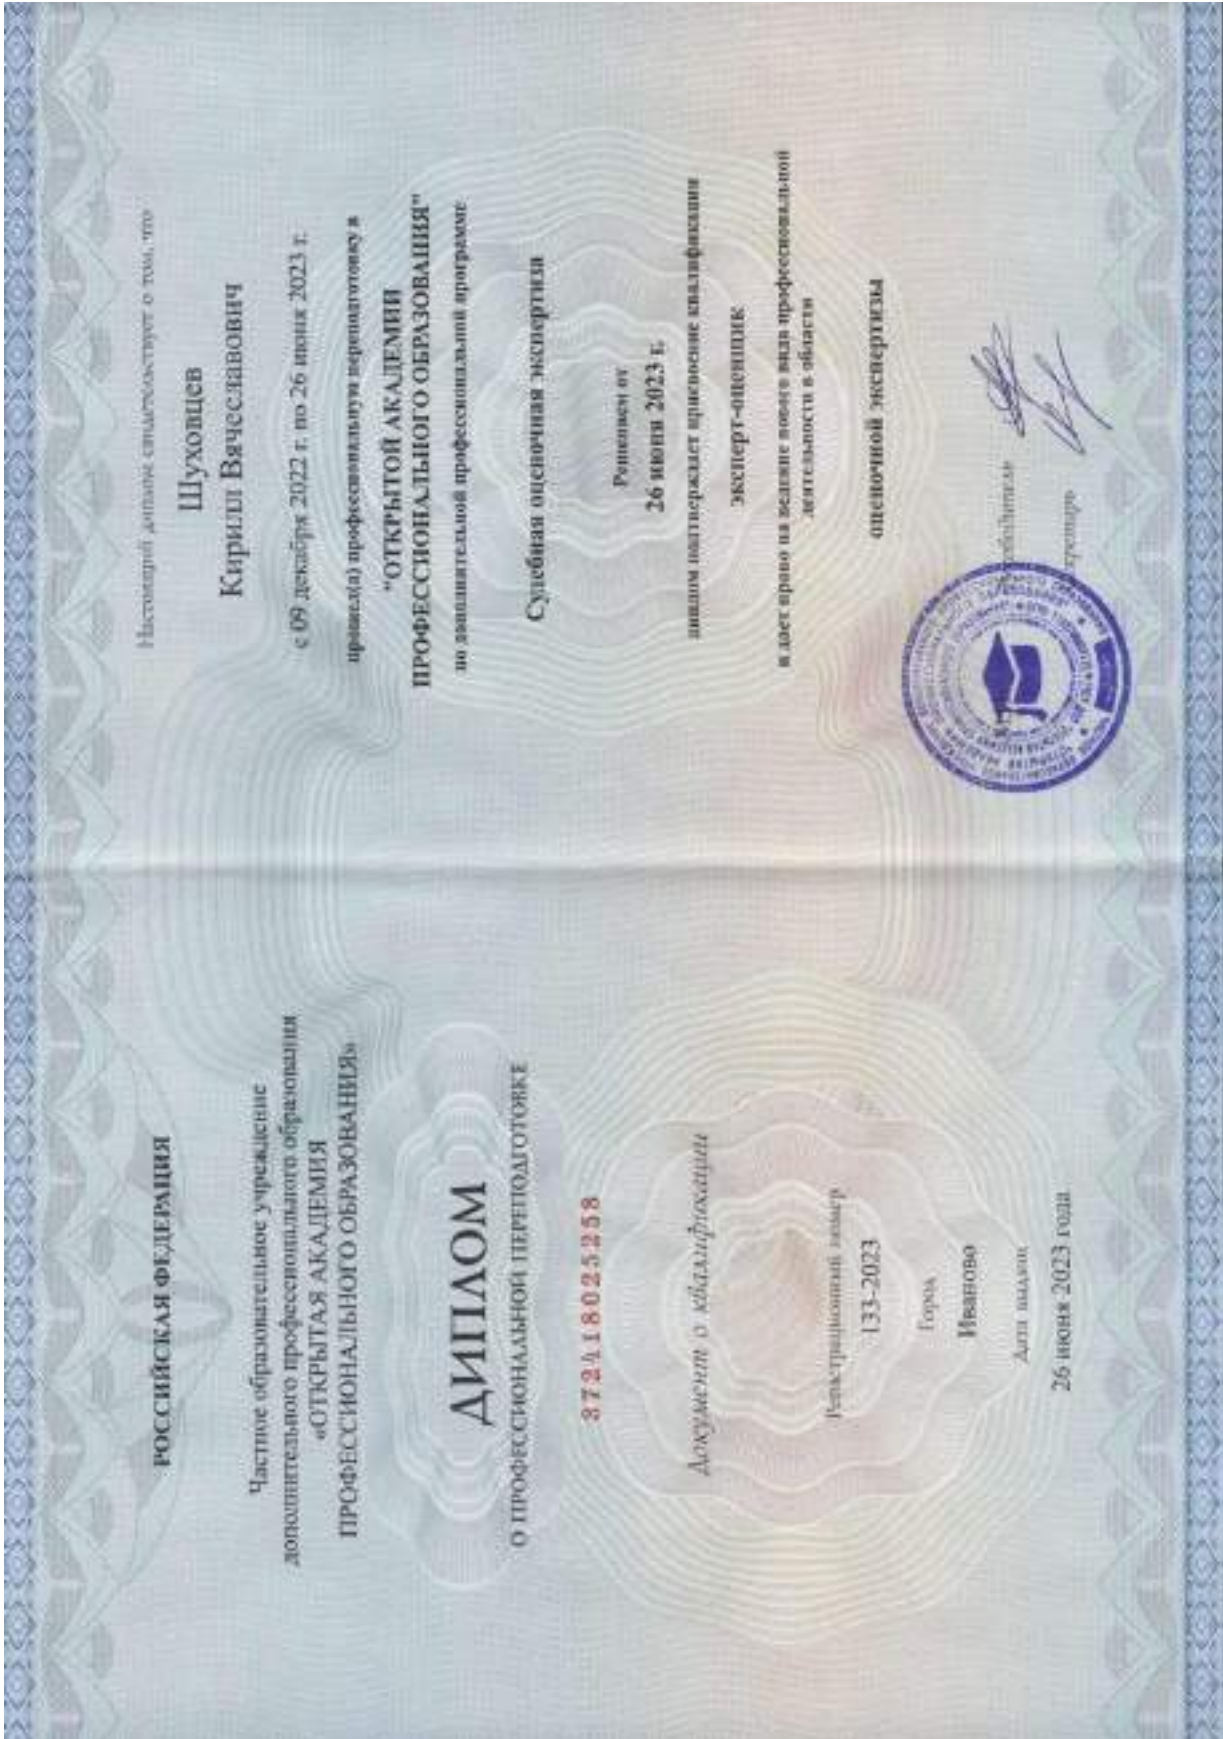 РОССИЙСКАЯ ФЕДЕРАЦИЯ
Частное образовательное учреждение
дополнительного профессионального образования
«ОТКРЫТАЯ АКАДЕМИЯ
ПРОФЕССИОНАЛЬНОГО ОБРАЗОВАНИЯ»
ДИПЛОМ
О ПРОФЕССИОНАЛЬНОЙ ПЕРЕПОДГОТОВКЕ
372418025258
Документ о квалификации
Регистрационный номер
133-2023
Город
Иваново
Дата выдачи
26 июня 2023 года
Настоящий диплом свидетельствует о том, что
Шуховцев
Кирилл Вячеславович
с 09 декабря 2022 г. по 26 июня 2023 г.
прошел(а) профессиональную переподготовку в
"ОТКРЫТОЙ АКАДЕМИИ
ПРОФЕССИОНАЛЬНОГО ОБРАЗОВАНИЯ"
по дополнительной профессиональной программе
Судебная оценочная экспертиза
Решением от
26 июня 2023 г.
диплом подтверждает присвоение квалификации
эксперт-оценщик
и дает право на ведение нового вида профессиональной
деятельности в области
оценочной экспертизы